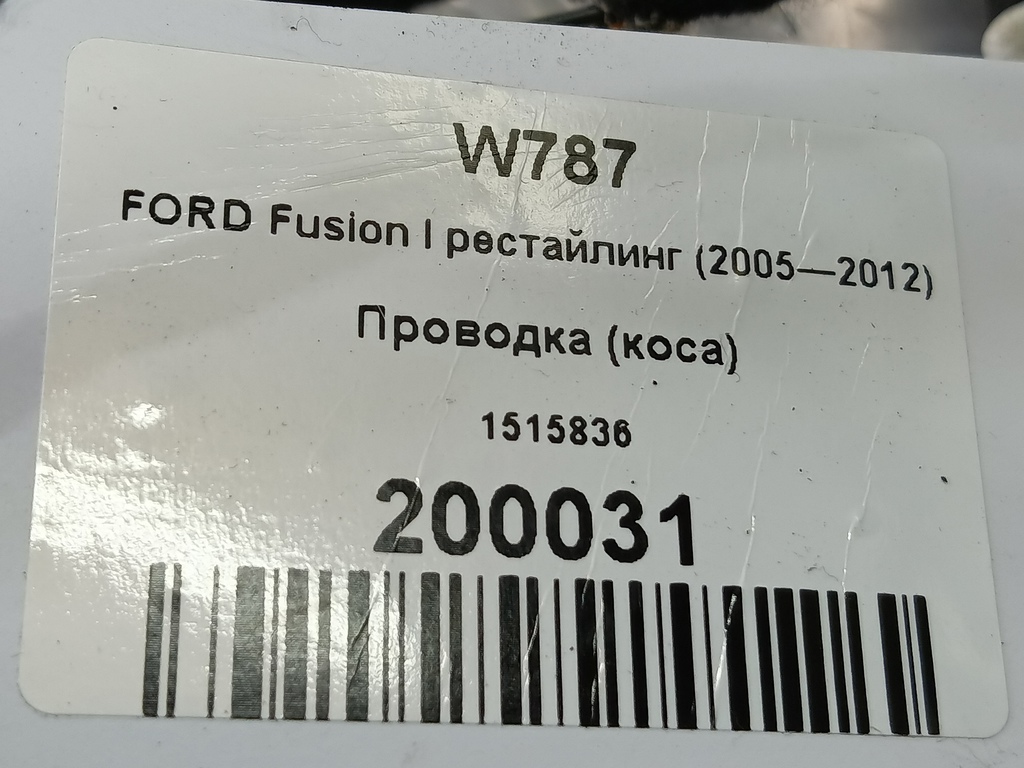 W787
FORD Fusion I рестайлинг (2005—2012)
Проводка (коса)
1515836
200031